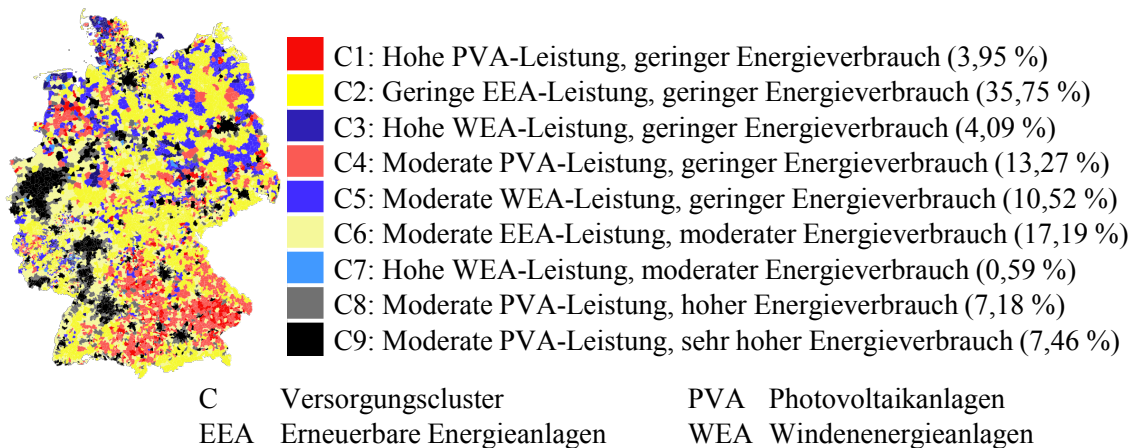 C1: Hohe PVA-Leistung, geringer Energieverbrauch (3,95 %)
C2: Geringe EEA-Leistung, geringer Energieverbrauch (35,75 %)
C3: Hohe WEA-Leistung, geringer Energieverbrauch (4,09 %)
C4: Moderate PVA-Leistung, geringer Energieverbrauch (13,27 %)
C5: Moderate WEA-Leistung, geringer Energieverbrauch (10,52 %)
C6: Moderate EEA-Leistung, moderater Energieverbrauch (17,19 %)
C7: Hohe WEA-Leistung, moderater Energieverbrauch (0,59 %)
C8: Moderate PVA-Leistung, hoher Energieverbrauch (7,18 %)
C9: Moderate PVA-Leistung, sehr hoher Energieverbrauch (7,46 %)
C Versorgungscluster PVA Photovoltaikanlagen
EEA Erneuerbare Energieanlagen WEA Windenergieanlagen